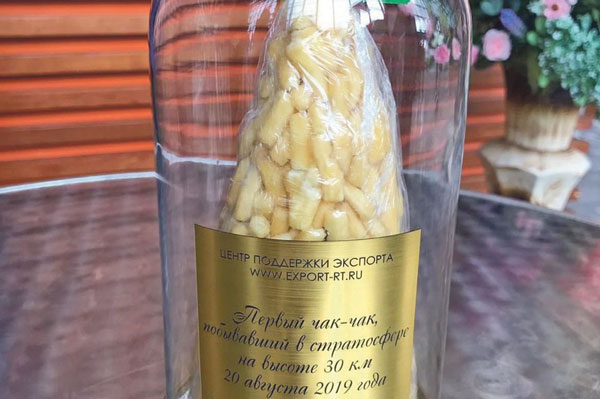 ЦЕНТР ПОДДЕРЖКИ ЭКСПОРТА
WWW.EXPORT-RT.RU
Первый чак-чак,
побывавший в стратосфере
на высоте 30 км
20 августа 2019 года